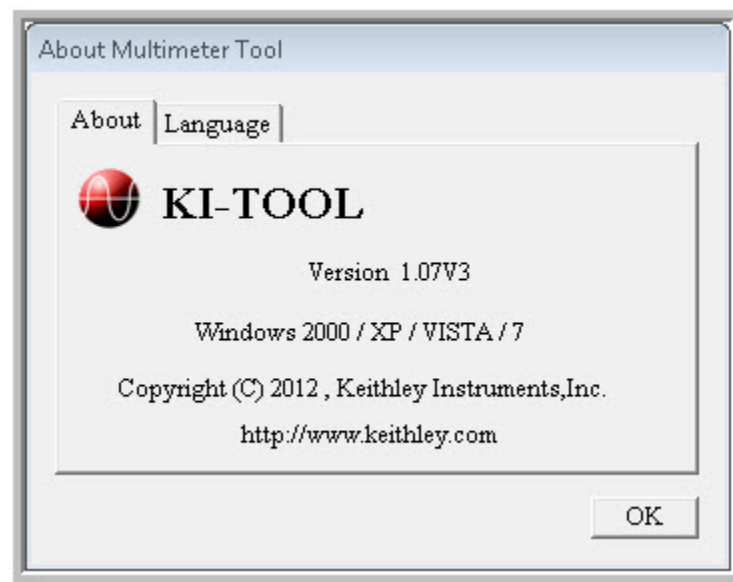 About Multimeter Tool
About Language
KI-TOOL
Version 1.07V3
Windows 2000 / XP / VISTA / 7
Copyright (C) 2012 , Keithley Instruments,Inc.
http://www.keithley.com
OK